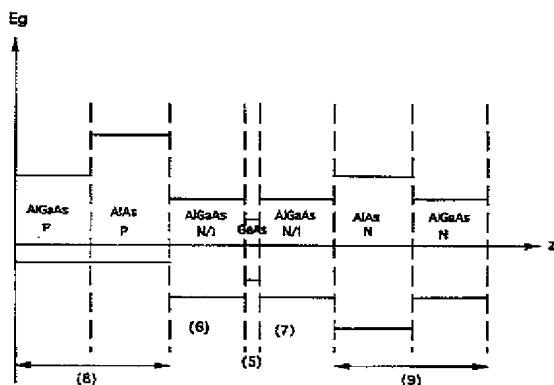 Eg
AlGaAs
P
AlAs
P
AlGaAs
N/I
GaAs
AlGaAs
N/I
AlAs
N
AlGaAs
N
z
(6)
(7)
(5)
(8)
(9)